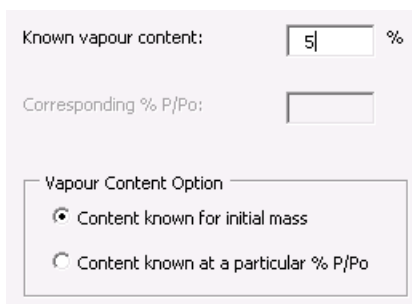 Known vapour content: 5 %
Corresponding % P/Po:
Vapour Content Option
Content known for initial mass
Content known at a particular % P/Po